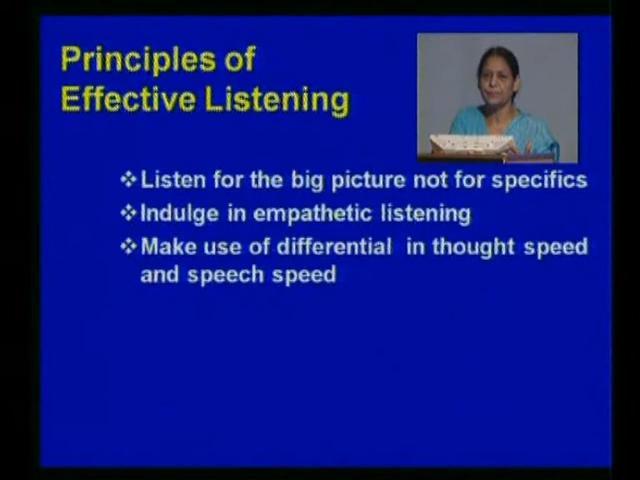 Principles of
Effective Listening
❖Listen for the big picture not for specifics
❖Indulge in empathetic listening
❖Make use of differential in thought speed
and speech speed